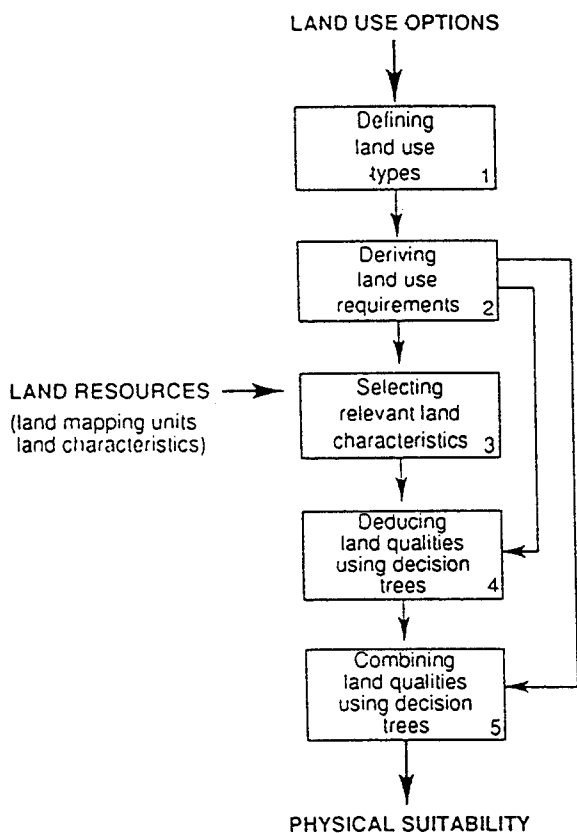 LAND USE OPTIONS
Defining
land use
types
1
Deriving
land use
requirements
2
LAND RESOURCES
(land mapping units
land characteristics)
Selecting
relevant land
characteristics
3
Deducing
land qualities
using decision
trees
4
Combining
land qualities
using decision
trees
5
PHYSICAL SUITABILITY